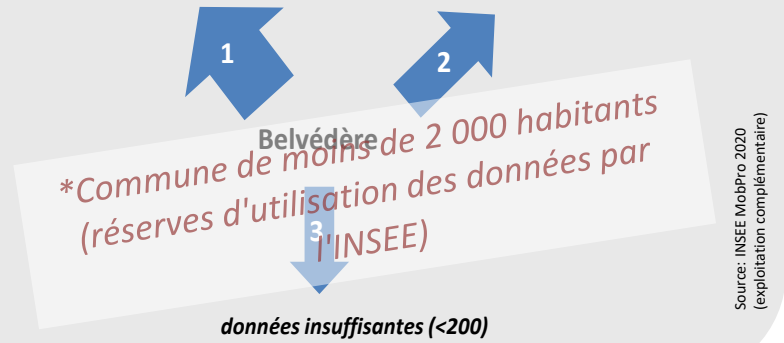 1
2
Belvédère
*Commune de moins de 2 000 habitants
(réserves d'utilisation des données par
l'INSEE)
3
données insuffisantes (<200)
Source: INSEE MobPro 2020
(exploitation complémentaire)